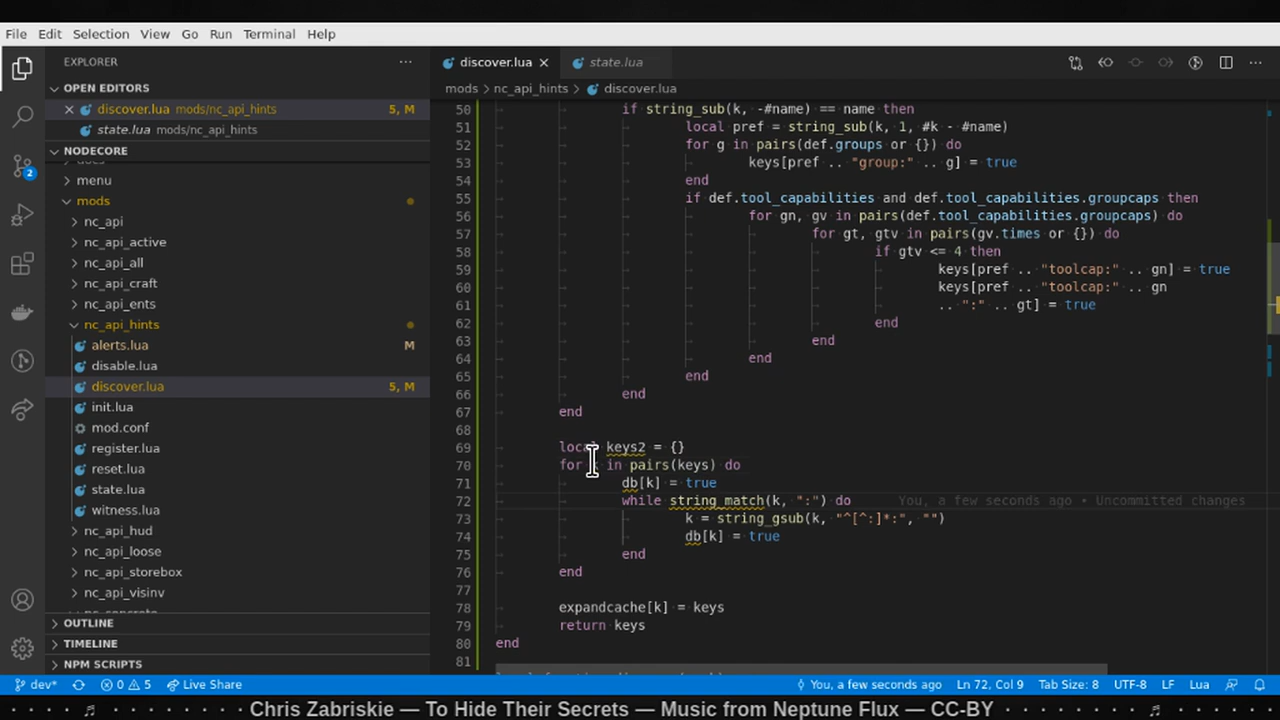 File Edit Selection View Go Run Terminal Help
EXPLORER
OPEN EDITORS
discover.lua mods/nc_api_hints 5, M
state.lua mods/nc_api_hints
NODECORE
menu
mods
nc_api
nc_api_active
nc_api_all
nc_api_craft
nc_api_ents
nc_api_hints
alerts.lua M
disable.lua
discover.lua 5, M
init.lua
mod.conf
register.lua
reset.lua
state.lua
witness.lua
nc_api_hud
nc_api_loose
nc_api_storebox
nc_api_visinv
nc_concrete
OUTLINE
TIMELINE
NPM SCRIPTS
2
discover.lua state.lua
mods > nc_api_hints > discover.lua
50 if string_sub(k, -#name) == name then
51 local pref = string_sub(k, 1, #k - #name)
52 for g in pairs(def.groups or {}) do
53 keys[pref .. "group:" .. g] = true
54 end
55 if def.tool_capabilities and def.tool_capabilities.groupcaps then
56 for gn, gv in pairs(def.tool_capabilities.groupcaps) do
57 for gt, gtv in pairs(gv.times or {}) do
58 if gtv <= 4 then
59 keys[pref .. "toolcap:" .. gn] = true
60 keys[pref .. "toolcap:" .. gn
61 .. ":" .. gt] = true
62 end
63 end
64 end
65 end
66 end
67 end
68
69 local keys2 = {}
70 for k in pairs(keys) do
71 db[k] = true
72 while string_match(k, ":") do You, a few seconds ago • Uncommitted changes
73 k = string_gsub(k, "^[^:]*:", "")
74 db[k] = true
75 end
76 end
77
78 expandcache[k] = keys
79 return keys
80 end
81
dev* 0 5 Live Share You, a few seconds ago Ln 72, Col 9 Tab Size: 8 UTF-8 LF Lua
Chris Zabriskie — To Hide Their Secrets — Music from Neptune Flux — CC-BY